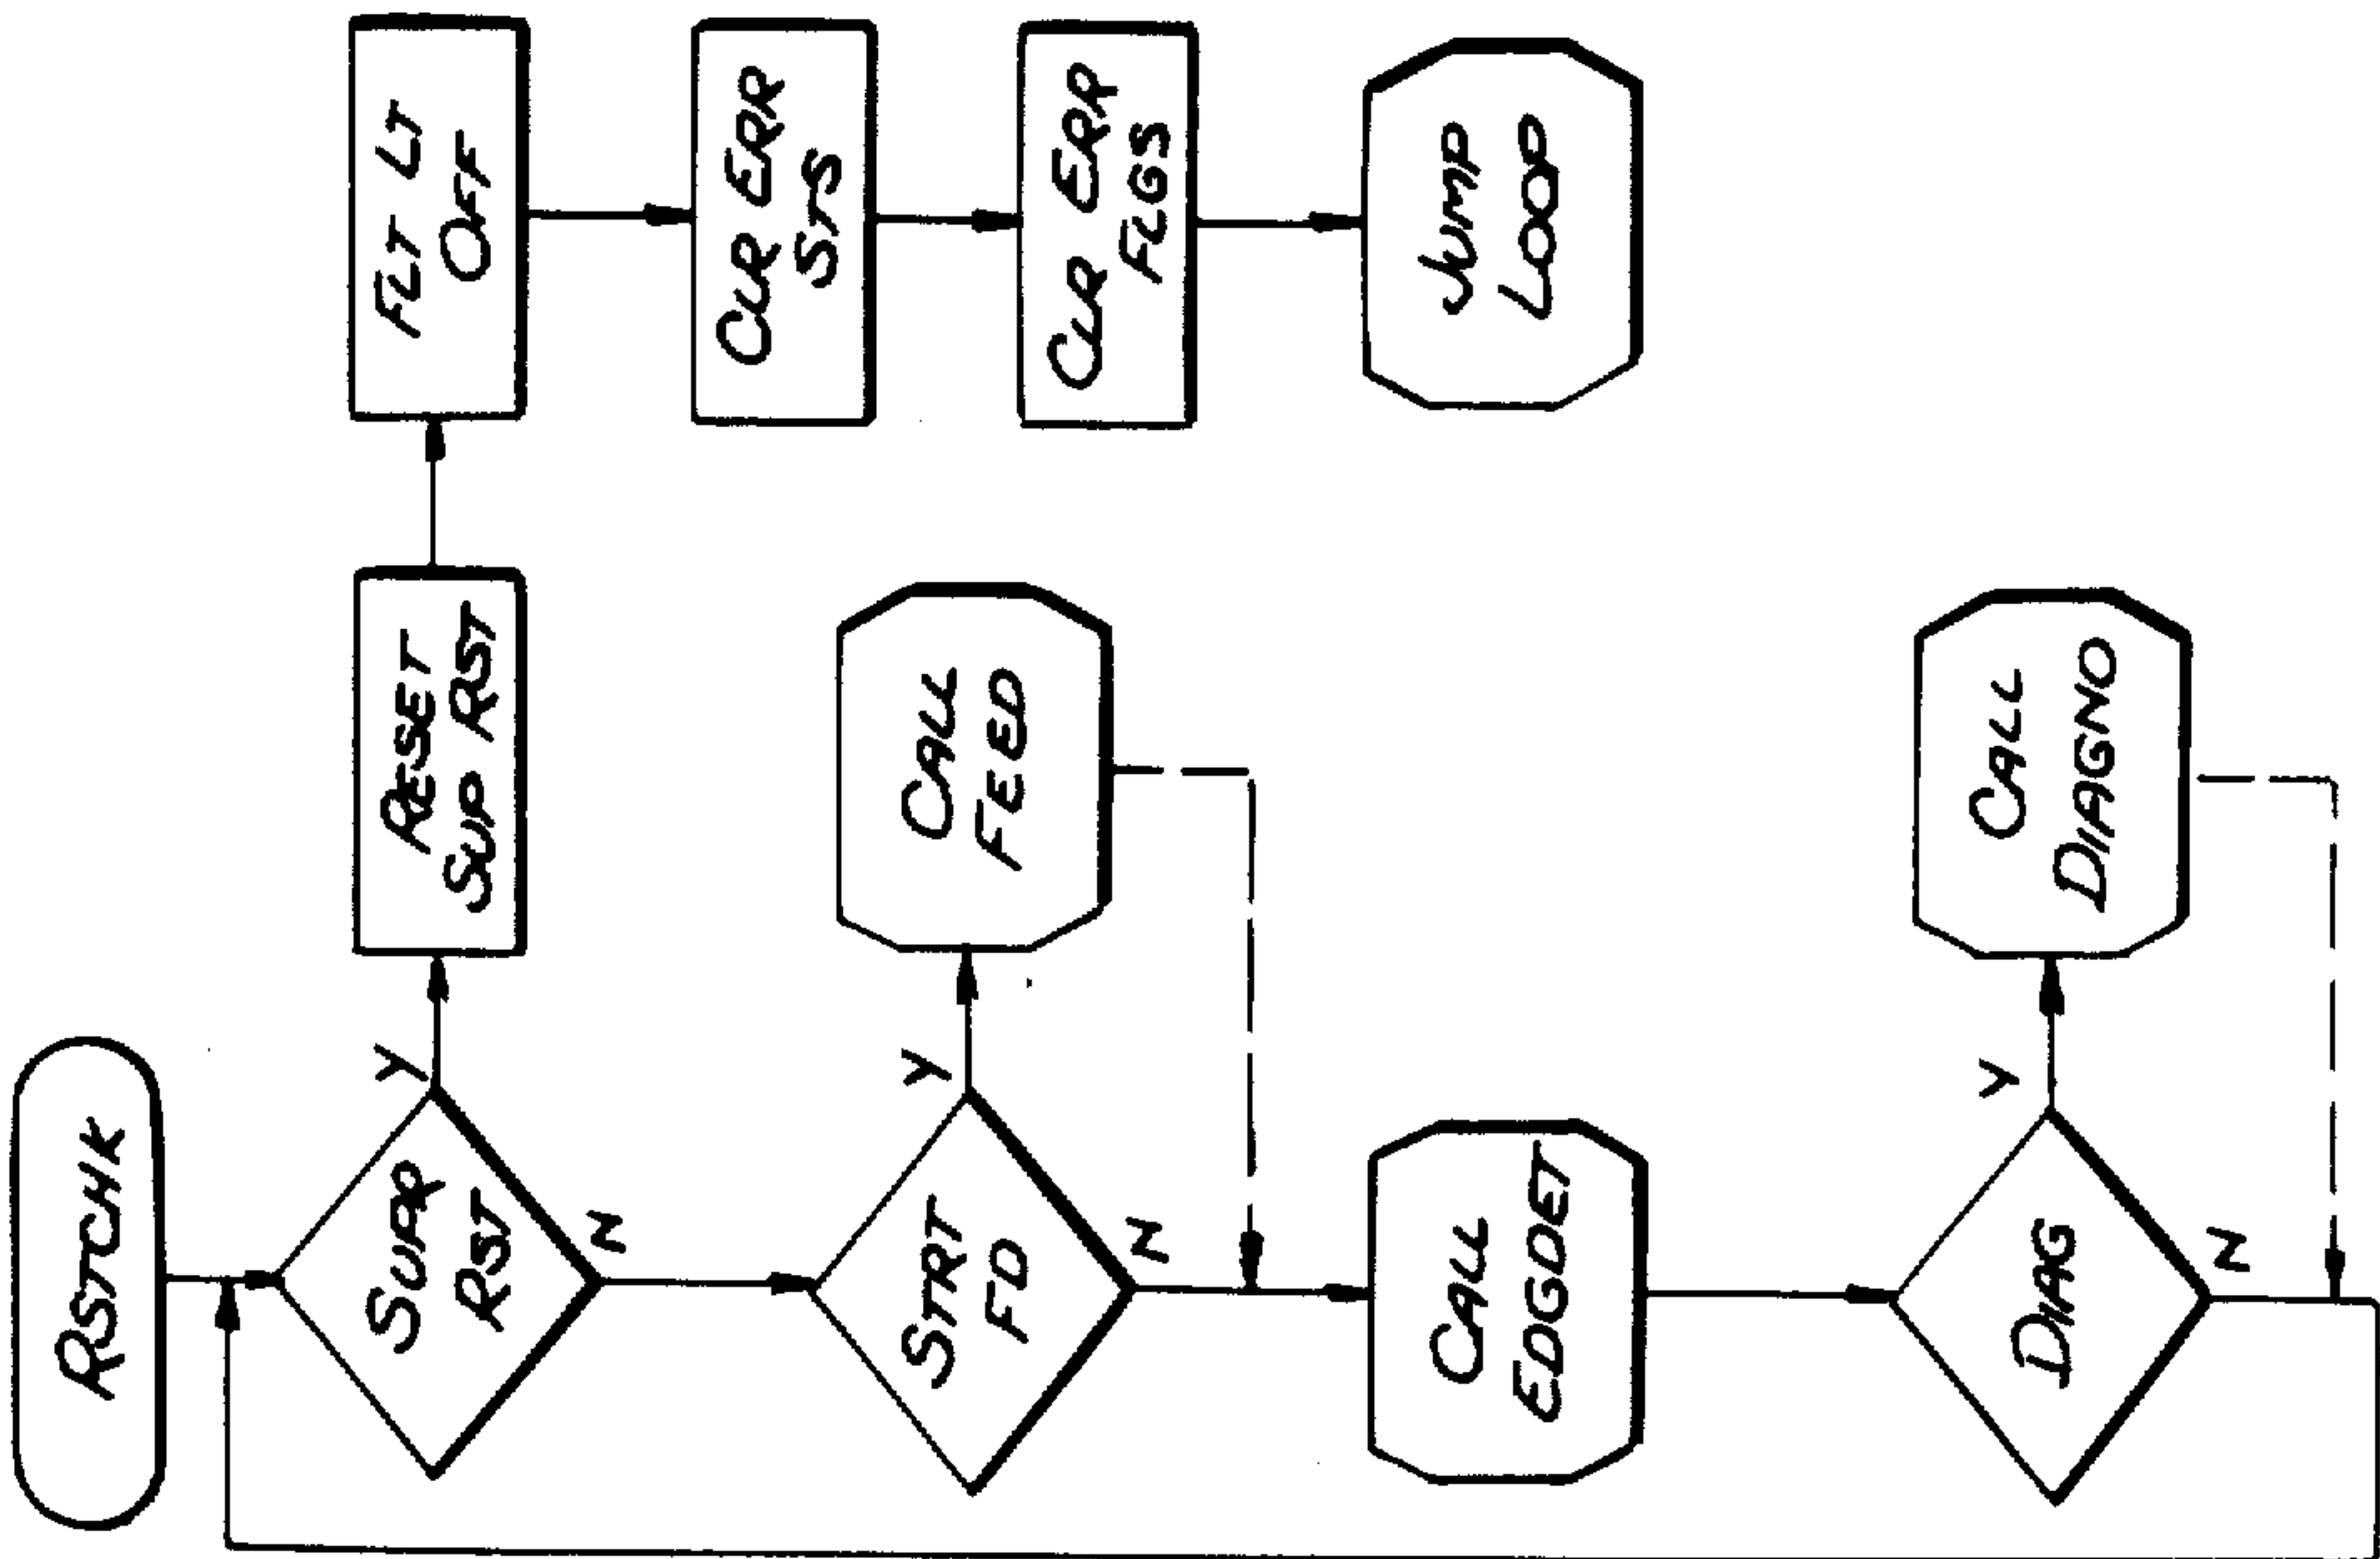 RSTCHK
SUPR
RST
Y
N
RESET
SUP RST
FLT LT
OFF
CLR ERR
STS
CLR ERR
FLGS
JUMP
LOOP
STRT
FD
Y
N
CALL
FEED
CALL
EDGDET
DIAG
Y
N
CALL
DIAGNO